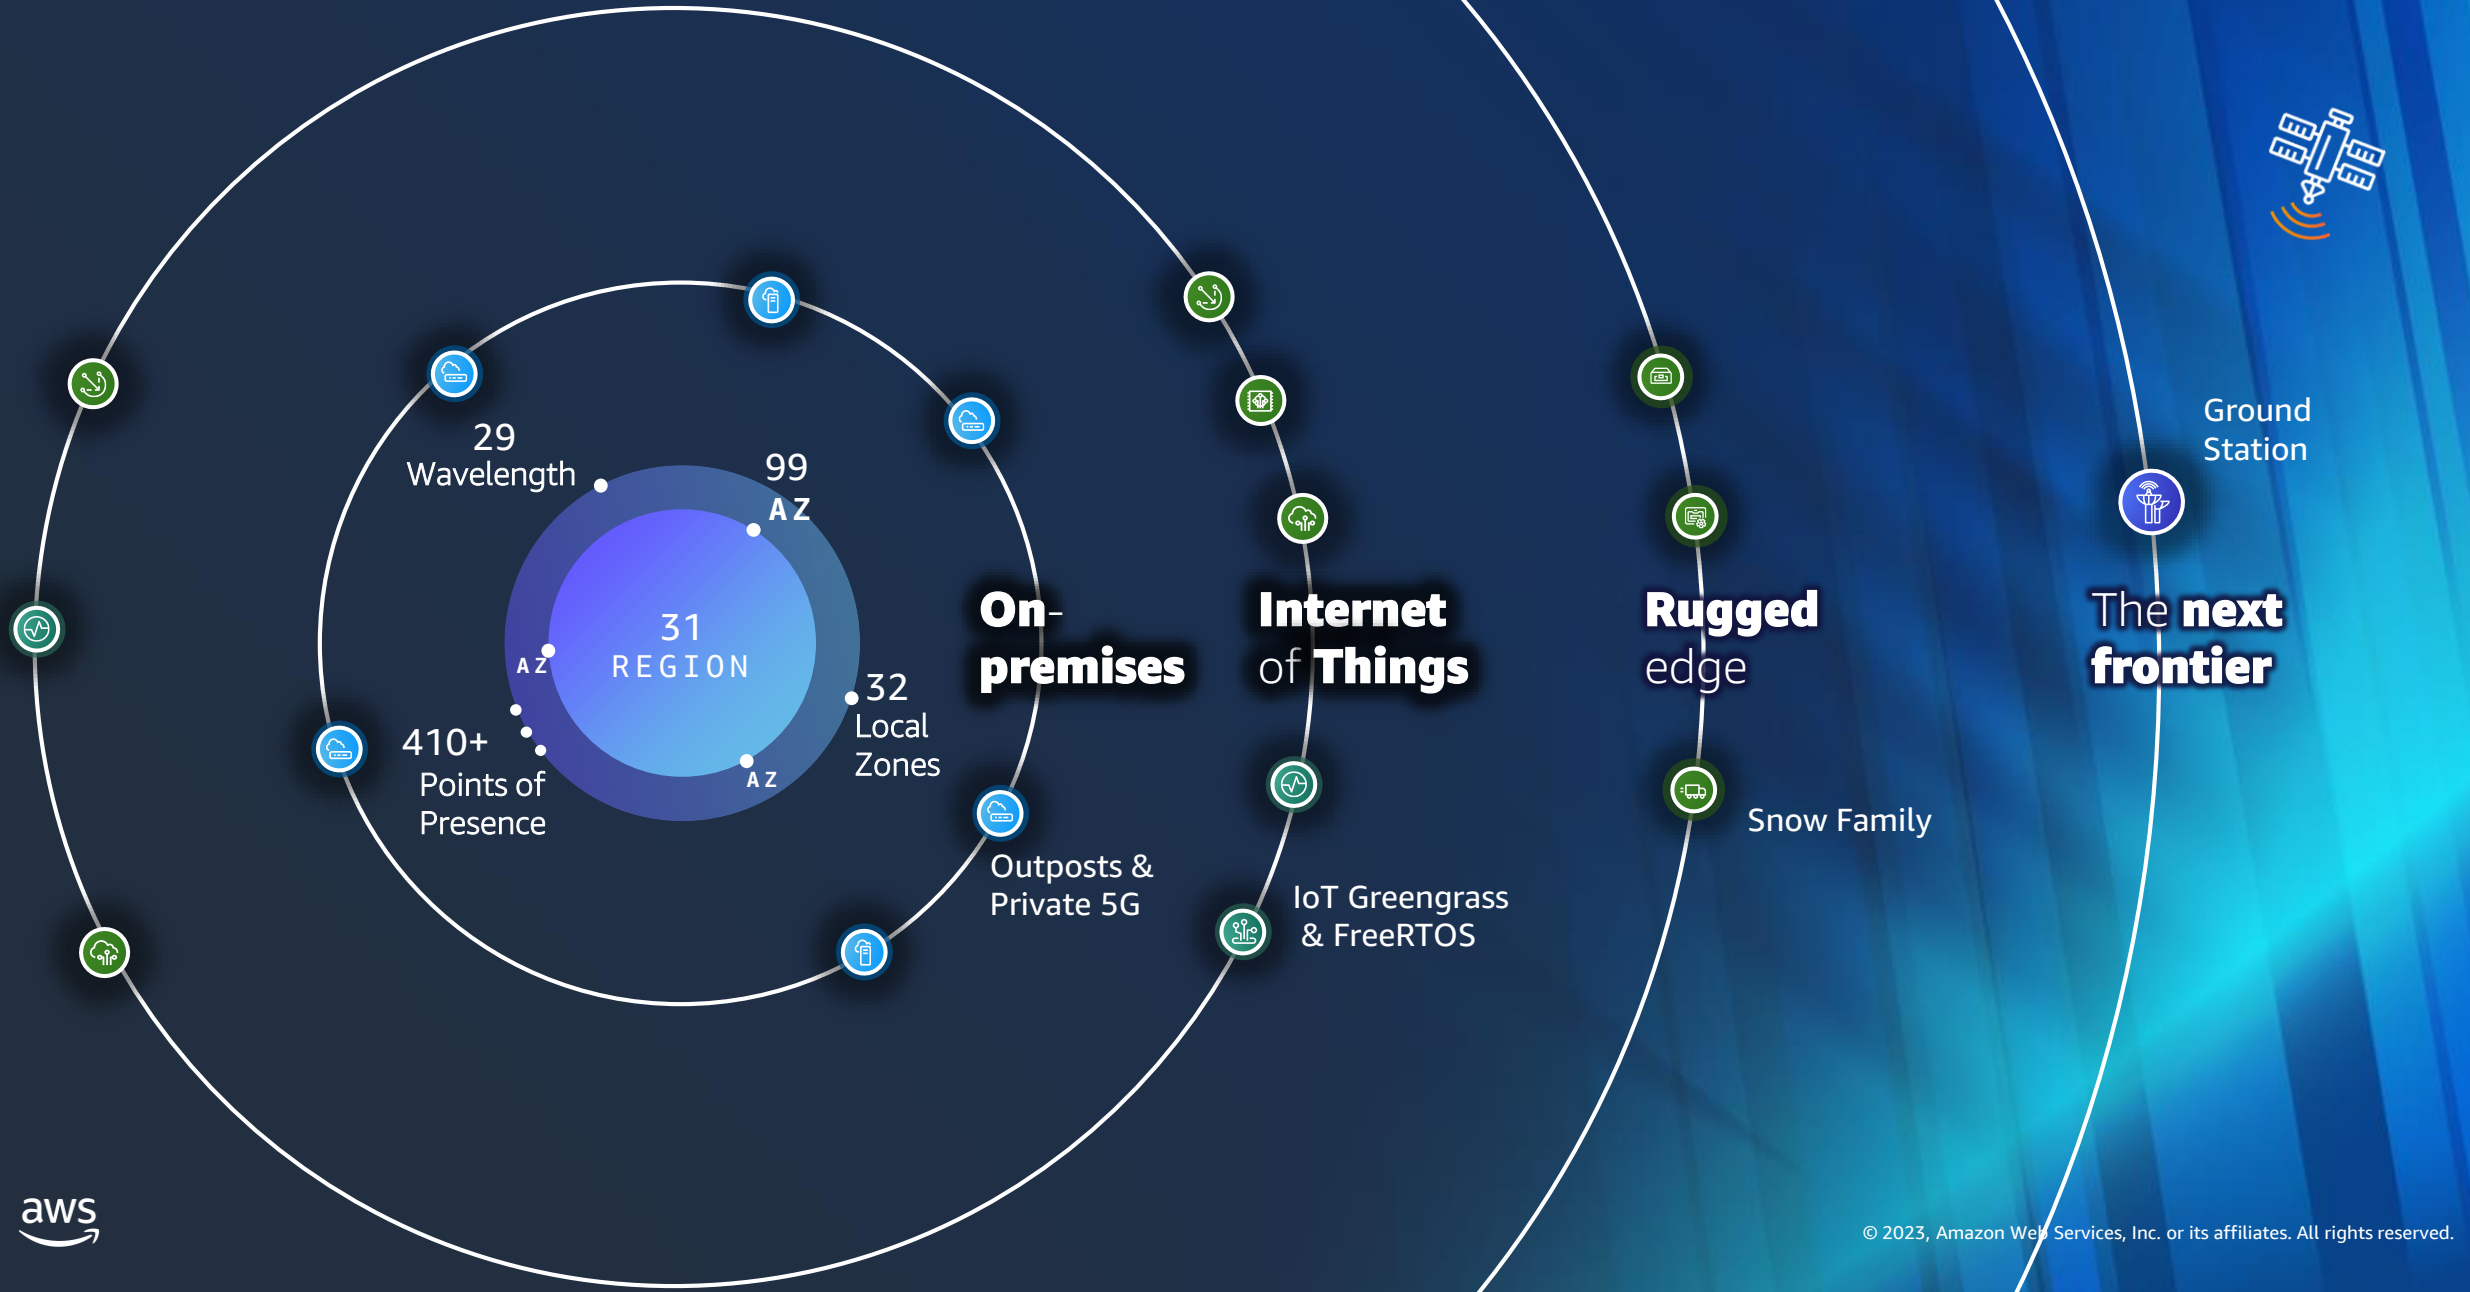 29
Wavelength
99
AZ
31
REGION
AZ
AZ
410+
Points of
Presence
32
Local
Zones
On-
premises
Outposts &
Private 5G
Internet
of Things
IoT Greengrass
& FreeRTOS
Rugged
edge
Snow Family
Ground
Station
The next
frontier
aws
© 2023, Amazon Web Services, Inc. or its affiliates. All rights reserved.